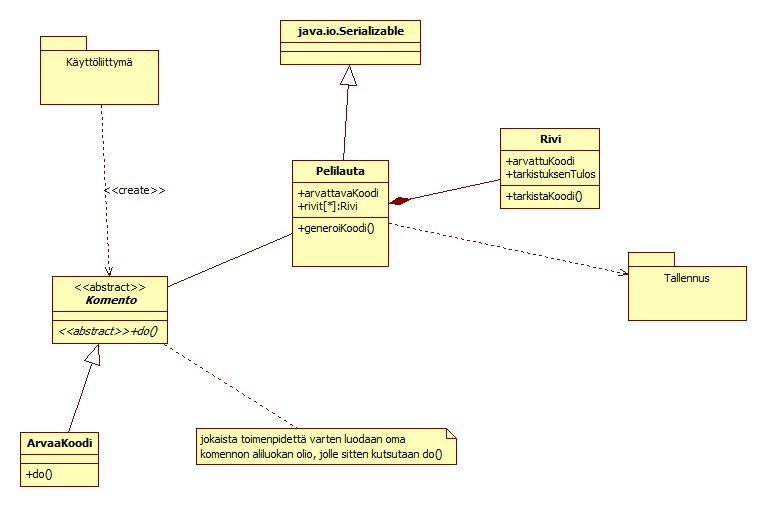 java.io.Serializable
Käyttöliittymä
Rivi
+arvattuKoodi
+tarkistuksenTulos
+tarkistaKoodi()
Pelilauta
+arvattavaKoodi
+rivit[*]:Rivi
+generoiKoodi()
<<create>>
Tallennus
<<abstract>>
Komento
<<abstract>>+do()
ArvaaKoodi
+do()
jokaista toimenpidettä varten luodaan oma
komennon aliluokan olio, jolle sitten kutsutaan do()